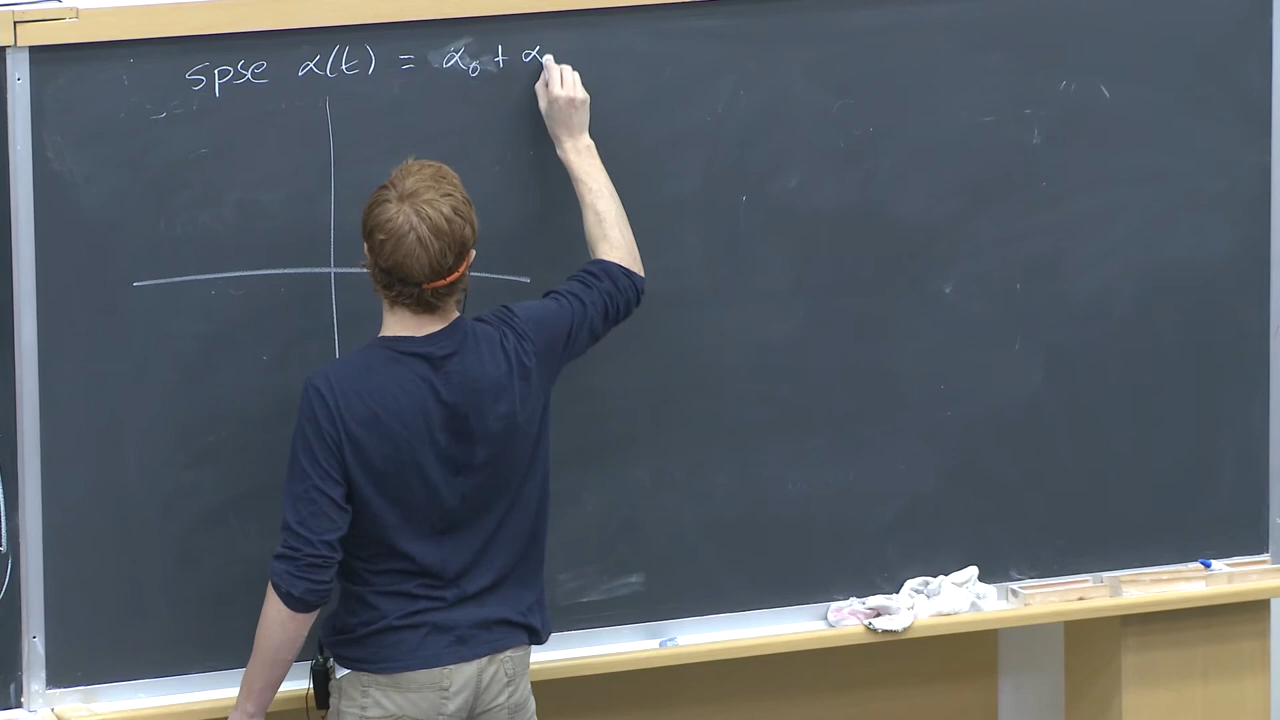 spse α(t) = α₀ + α